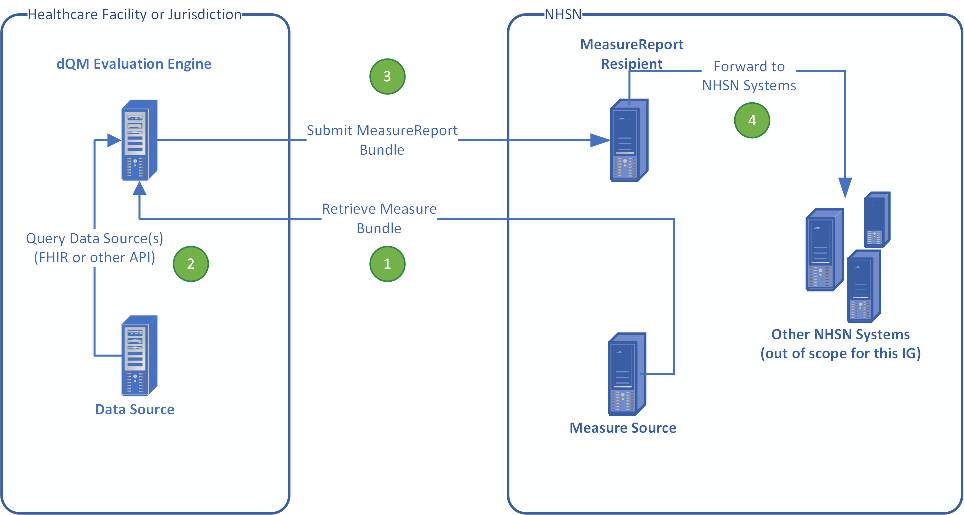 Healthcare Facility or Jurisdiction
NHSN
dQM Evaluation Engine
MeasureReport
Resipient
3
Forward to
NHSN Systems
4
Submit MeasureReport
Bundle
Retrieve Measure
Bundle
1
Query Data Source(s)
(FHIR or other API)
2
Other NHSN Systems
(out of scope for this IG)
Data Source
Measure Source